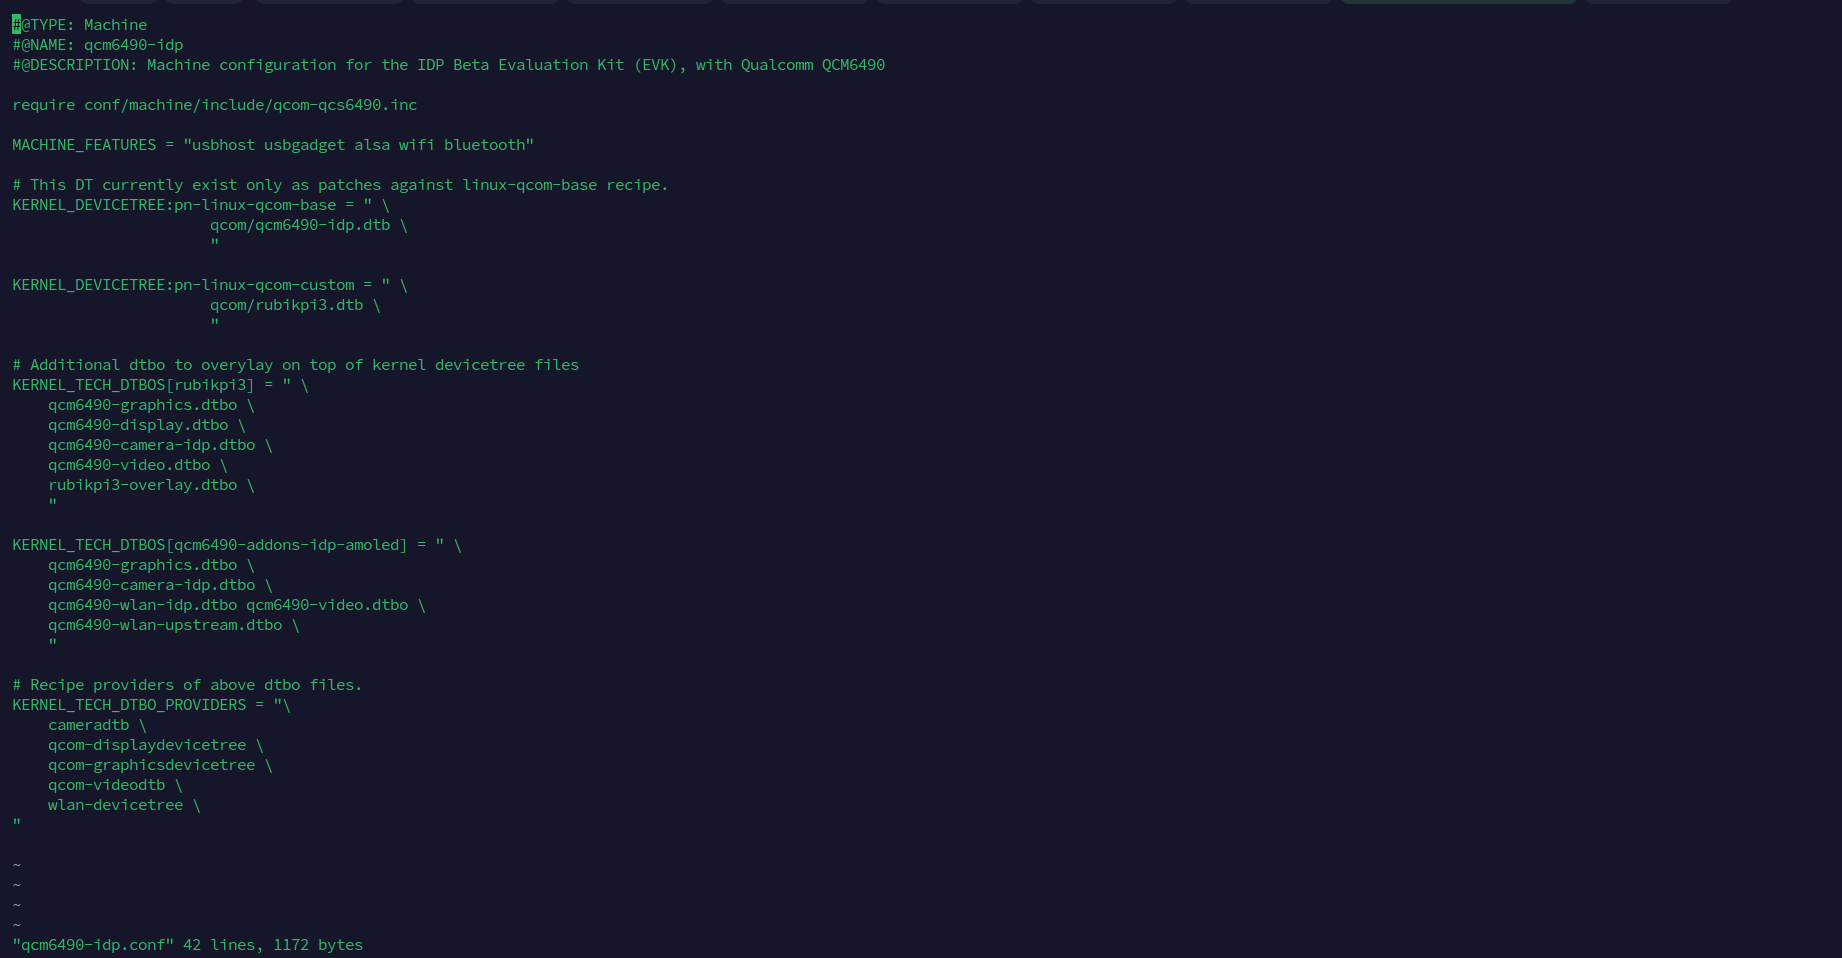 #@TYPE: Machine
#@NAME: qcm6490-idp
#@DESCRIPTION: Machine configuration for the IDP Beta Evaluation Kit (EVK), with Qualcomm QCM6490

require conf/machine/include/qcom-qcs6490.inc

MACHINE_FEATURES = "usbhost usbgadget alsa wifi bluetooth"

# This DT currently exist only as patches against linux-qcom-base recipe.
KERNEL_DEVICETREE:pn-linux-qcom-base = " \
                      qcom/qcm6490-idp.dtb \
                      "

KERNEL_DEVICETREE:pn-linux-qcom-custom = " \
                      qcom/rubikpi3.dtb \
                      "

# Additional dtbo to overylay on top of kernel devicetree files
KERNEL_TECH_DTBOS[rubikpi3] = " \
    qcm6490-graphics.dtbo \
    qcm6490-display.dtbo \
    qcm6490-camera-idp.dtbo \
    qcm6490-video.dtbo \
    rubikpi3-overlay.dtbo \
    "

KERNEL_TECH_DTBOS[qcm6490-addons-idp-amoled] = " \
    qcm6490-graphics.dtbo \
    qcm6490-camera-idp.dtbo \
    qcm6490-wlan-idp.dtbo qcm6490-video.dtbo \
    qcm6490-wlan-upstream.dtbo \
    "

# Recipe providers of above dtbo files.
KERNEL_TECH_DTBO_PROVIDERS = "\
    cameradtb \
    qcom-displaydevicetree \
    qcom-graphicsdevicetree \
    qcom-videodtb \
    wlan-devicetree \
"

~
~
~
~
"qcm6490-idp.conf" 42 lines, 1172 bytes